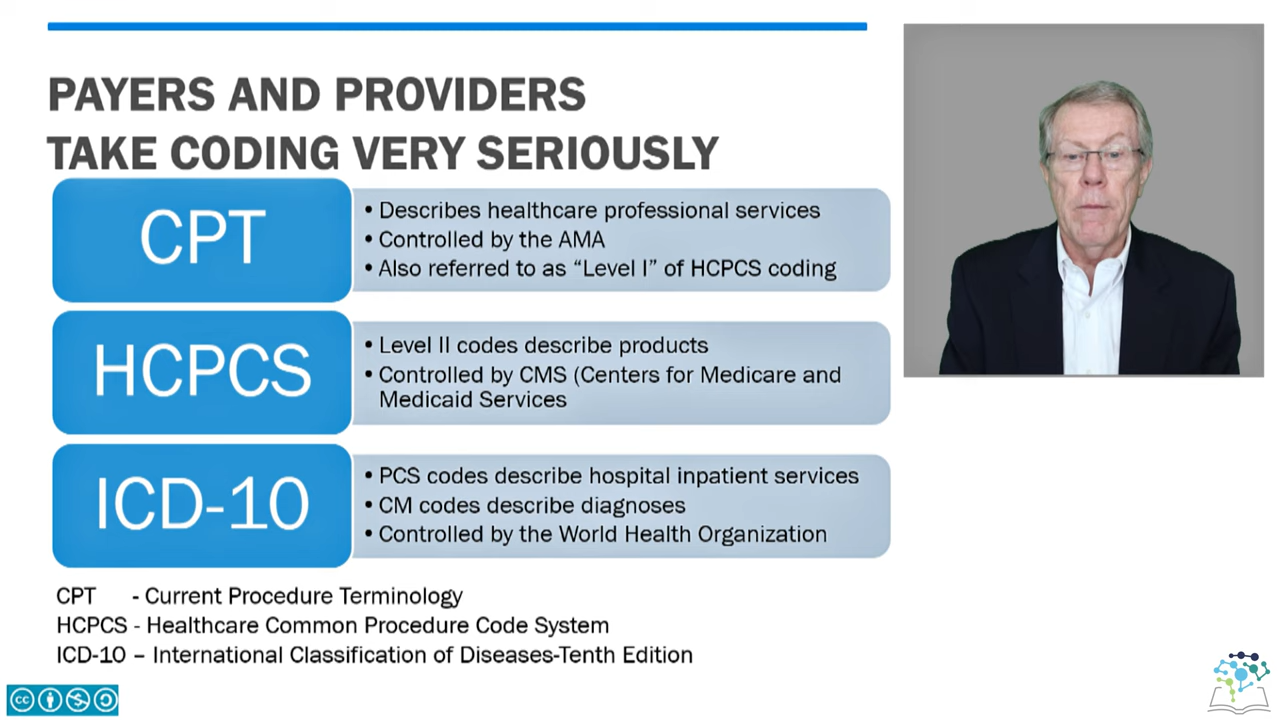 PAYERS AND PROVIDERS
TAKE CODING VERY SERIOUSLY
CPT
• Describes healthcare professional services
• Controlled by the AMA
• Also referred to as “Level I” of HCPCS coding
HCPCS
• Level II codes describe products
• Controlled by CMS (Centers for Medicare and
Medicaid Services
ICD-10
• PCS codes describe hospital inpatient services
• CM codes describe diagnoses
• Controlled by the World Health Organization
CPT - Current Procedure Terminology
HCPCS - Healthcare Common Procedure Code System
ICD-10 – International Classification of Diseases-Tenth Edition
cc